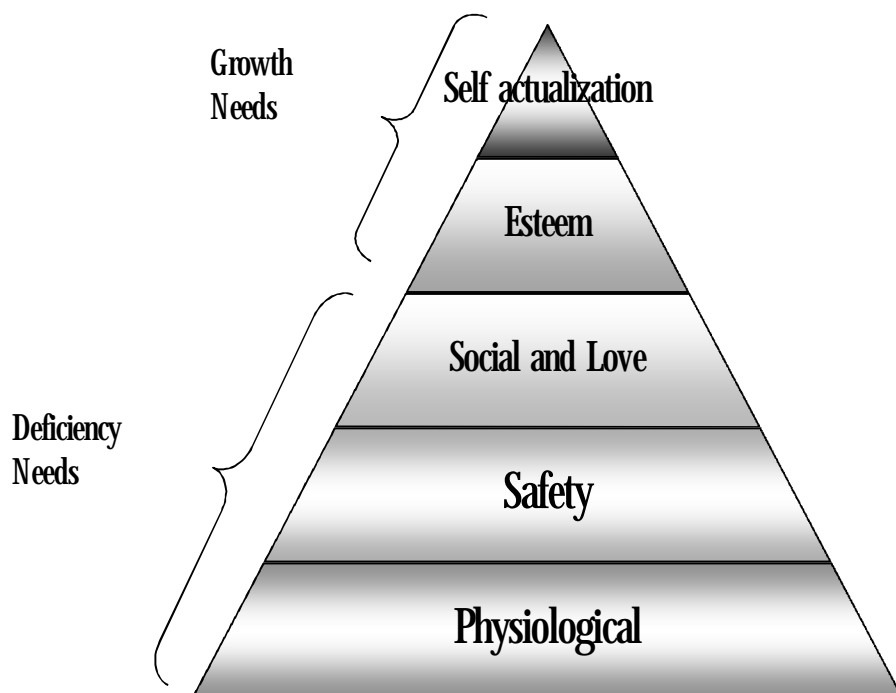 Growth
Needs
Self actualization
Esteem
Social and Love
Deficiency
Needs
Safety
Physiological